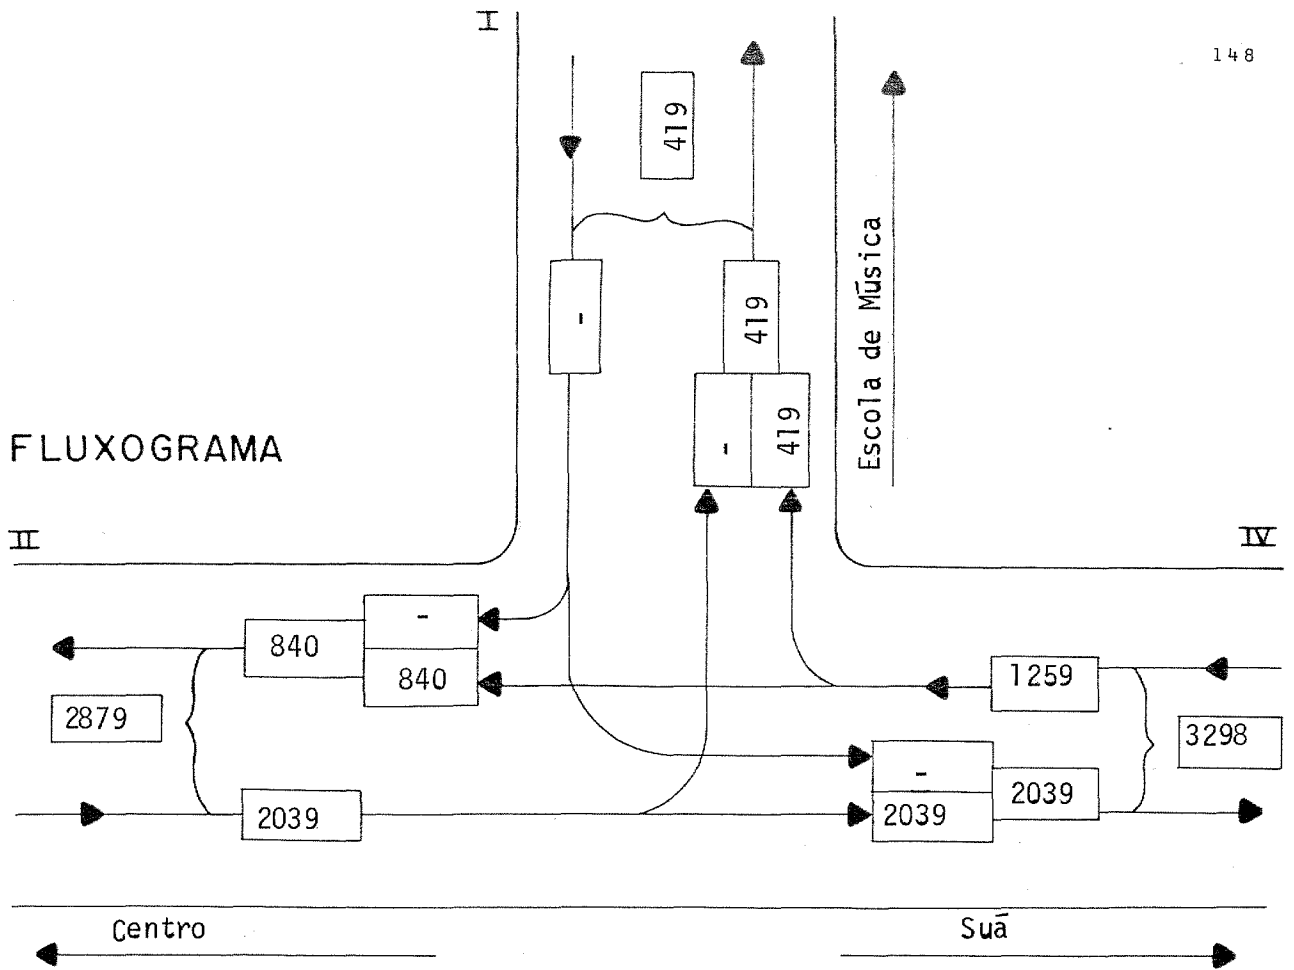 I
148
419
-
419
-
419
Escola de Música
FLUXOGRAMA
II
IV
-
840
840
1259
2879
3298
-
2039
2039
2039
Centro
Suá